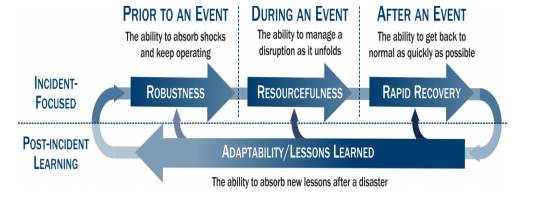 PRIOR TO AN EVENT
The ability to absorb shocks
and keep operating
DURING AN EVENT
The ability to manage a
disruption as it unfolds
AFTER AN EVENT
The ability to get back to
normal as quickly as possible
INCIDENT-
FOCUSED
ROBUSTNESS
RESOURCEFULNESS
RAPID RECOVERY
POST-INCIDENT
LEARNING
ADAPTABILITY/LESSONS LEARNED
The ability to absorb new lessons after a disaster